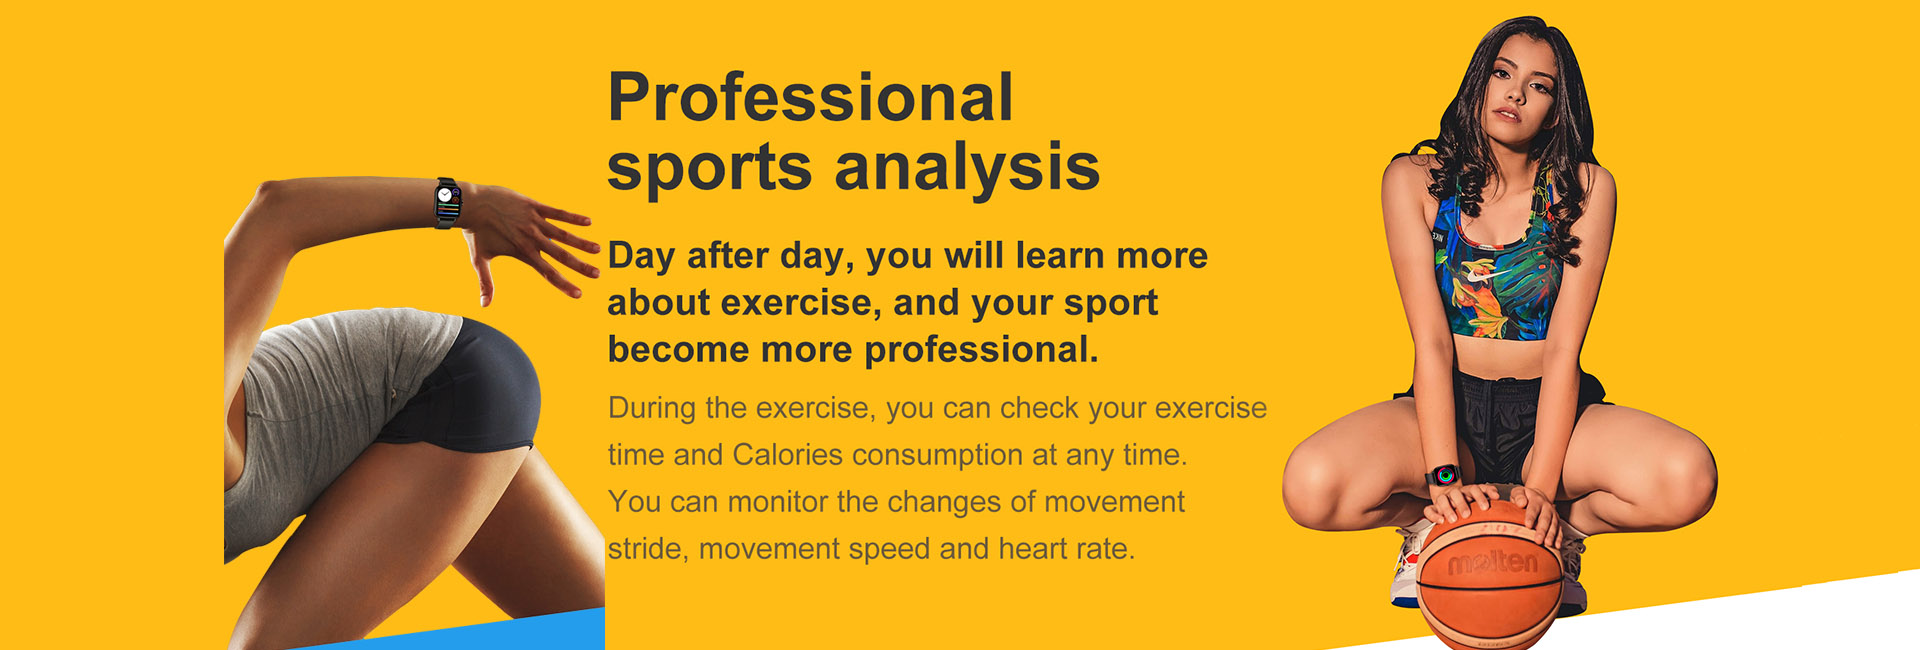 Professional
sports analysis
Day after day, you will learn more
about exercise, and your sport
become more professional.
During the exercise, you can check your exercise
time and Calories consumption at any time.
You can monitor the changes of movement
stride, movement speed and heart rate.
molten